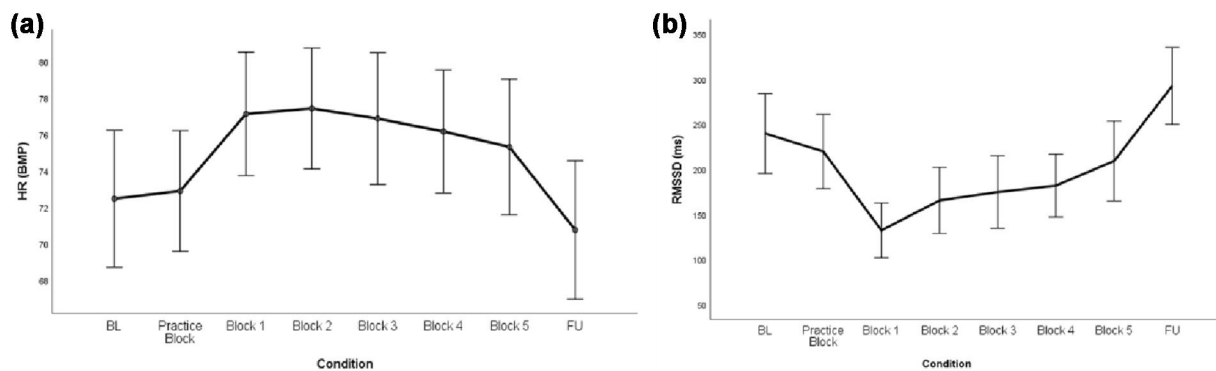 (a)
HR (BMP)
80
78
76
74
72
70
68
BL
Practice
Block
Block 1
Block 2
Block 3
Block 4
Block 5
FU
Condition
(b)
RMSSD (ms)
350
300
250
200
150
100
50
BL
Practice
Block
Block 1
Block 2
Block 3
Block 4
Block 5
FU
Condition